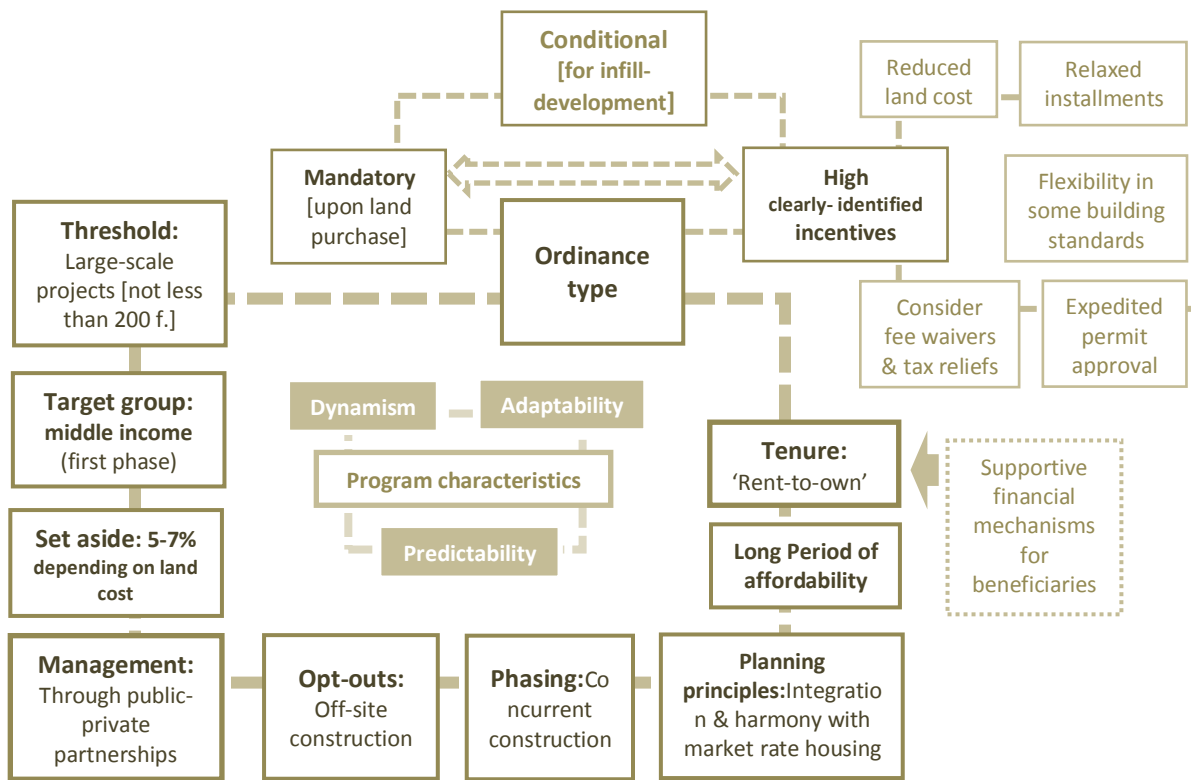 Conditional
[for infill-
development]
Reduced
land cost
Relaxed
installments
Mandatory
[upon land
purchase]
High
clearly- identified
incentives
Flexibility in
some building
standards
Threshold:
Large-scale
projects [not less
than 200 f.]
Ordinance
type
Consider
fee waivers
& tax reliefs
Expedited
permit
approval
Target group:
middle income
(first phase)
Dynamism
Adaptability
Program characteristics
Predictability
Tenure:
‘Rent-to-own’
Supportive
financial
mechanisms
for
beneficiaries
Set aside: 5-7%
depending on land
cost
Long Period of
affordability
Management:
Through public-
private
partnerships
Opt-outs:
Off-site
construction
Phasing:Co
ncurrent
construction
Planning
principles:Integratio
n & harmony with
market rate housing